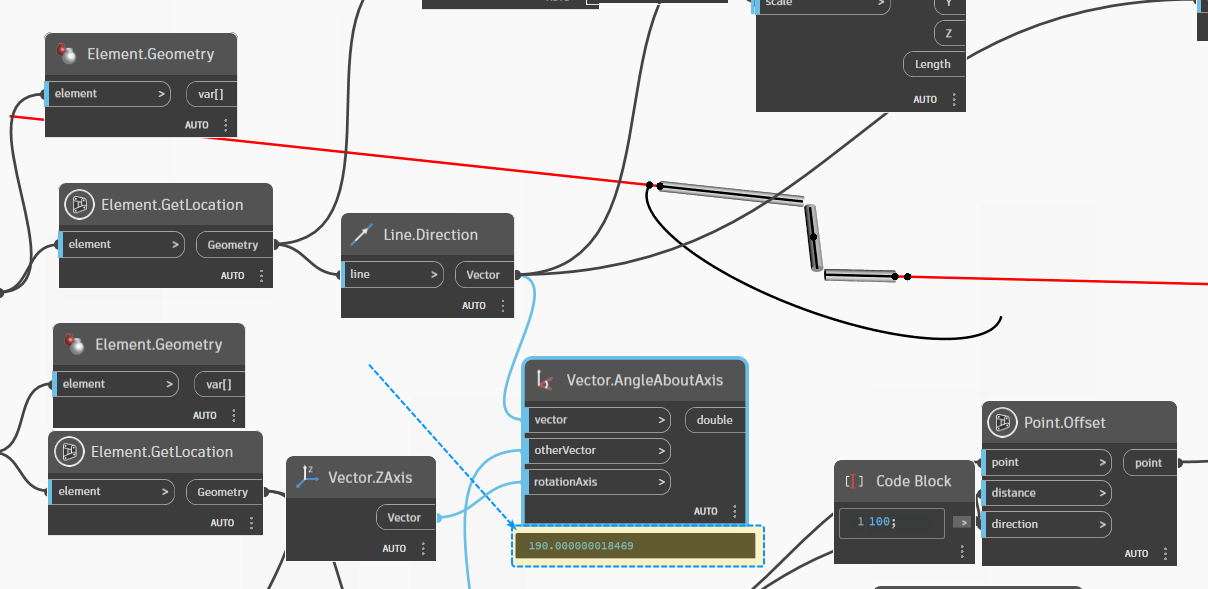 AUTO
scale >
Y
Z
Length
AUTO
Element.Geometry
element > var[]
AUTO
Element.GetLocation
element > Geometry
AUTO
Line.Direction
line > Vector
AUTO
Element.Geometry
element > var[]
AUTO
Element.GetLocation
element > Geometry
AUTO
Vector.ZAxis
Vector
AUTO
Vector.AngleAboutAxis
vector > double
otherVector >
rotationAxis >
AUTO
190.000000018469
Code Block
1 100; >
Point.Offset
point > point
distance >
direction >
AUTO